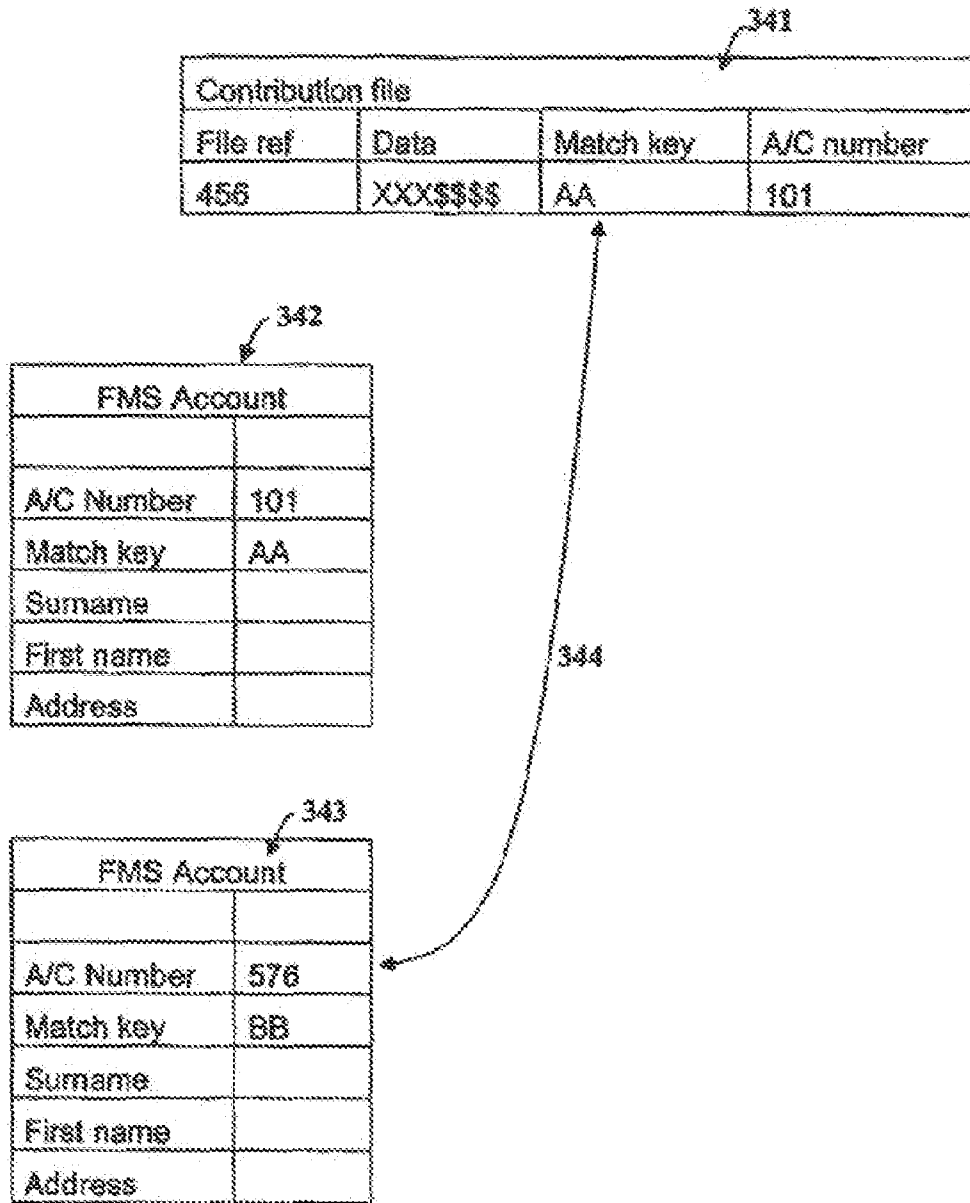 341
Contribution file
File ref Data Match key A/C number
456 XXX$$$$ AA 101
342
FMS Account
A/C Number 101
Match key AA
Surname
First name
Address
344
343
FMS Account
A/C Number 576
Match key BB
Surname
First name
Address